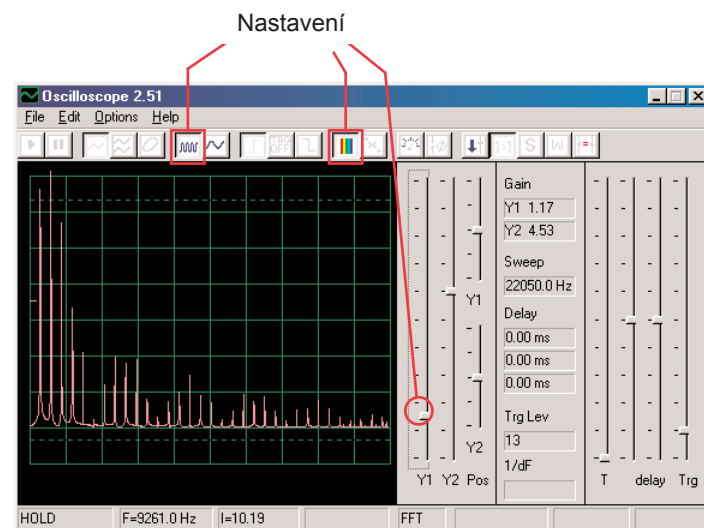 Nastavení
Oscilloscope 2.51
File Edit Options Help
TRG OFF
S W
Gain
Y1 1.17
Y2 4.53
Sweep
22050.0 Hz
Delay
0.00 ms
0.00 ms
0.00 ms
Trg Lev
13
1/dF
Y1
Y2
Y1 Y2 Pos
T delay Trg
HOLD F=9261.0 Hz I=10.19 FFT